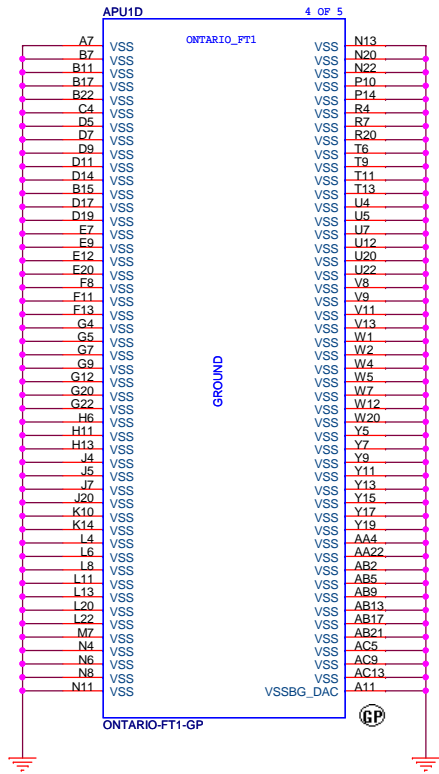 APU1D 4 OF 5
ONTARIO_FT1
A7 VSS VSS N13
B7 VSS VSS N20
B11 VSS VSS N22
B17 VSS VSS P10
B22 VSS VSS P14
C4 VSS VSS R4
D5 VSS VSS R7
D7 VSS VSS R20
D9 VSS VSS T6
D11 VSS VSS T9
D14 VSS VSS T11
B15 VSS VSS T13
D17 VSS VSS U4
D19 VSS VSS U5
E7 VSS VSS U7
E9 VSS VSS U12
E12 VSS VSS U20
E20 VSS VSS U22
F8 VSS VSS V8
F11 VSS VSS V9
F13 VSS VSS V11
G4 VSS VSS V13
G5 VSS VSS W1
G7 VSS VSS W2
G9 VSS VSS W4
G12 VSS VSS W5
G20 VSS VSS W7
G22 VSS VSS W12
H6 VSS VSS W20
H11 VSS VSS Y5
H13 VSS VSS Y7
J4 VSS VSS Y9
J5 VSS VSS Y11
J7 VSS VSS Y13
J20 VSS VSS Y15
K10 VSS VSS Y17
K14 VSS VSS Y19
L4 VSS VSS AA4
L6 VSS VSS AA22
L8 VSS VSS AB2
L11 VSS VSS AB5
L13 VSS VSS AB9
L20 VSS VSS AB13
L22 VSS VSS AB17
M7 VSS VSS AB21
N4 VSS VSS AC5
N6 VSS VSS AC9
N8 VSS VSS AC13
N11 VSS VSSBG_DAC A11
GROUND
ONTARIO-FT1-GP
GP